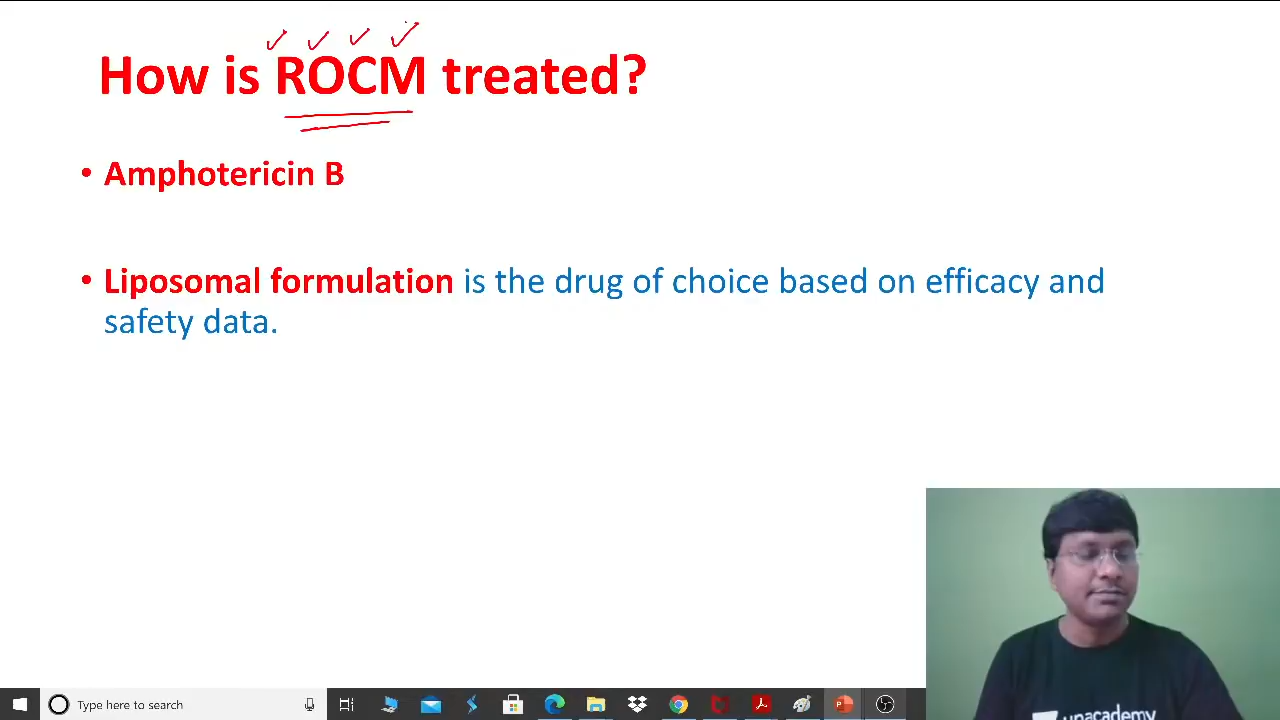 How is ROCM treated?
• Amphotericin B
• Liposomal formulation is the drug of choice based on efficacy and
safety data.
Type here to search
unacademy